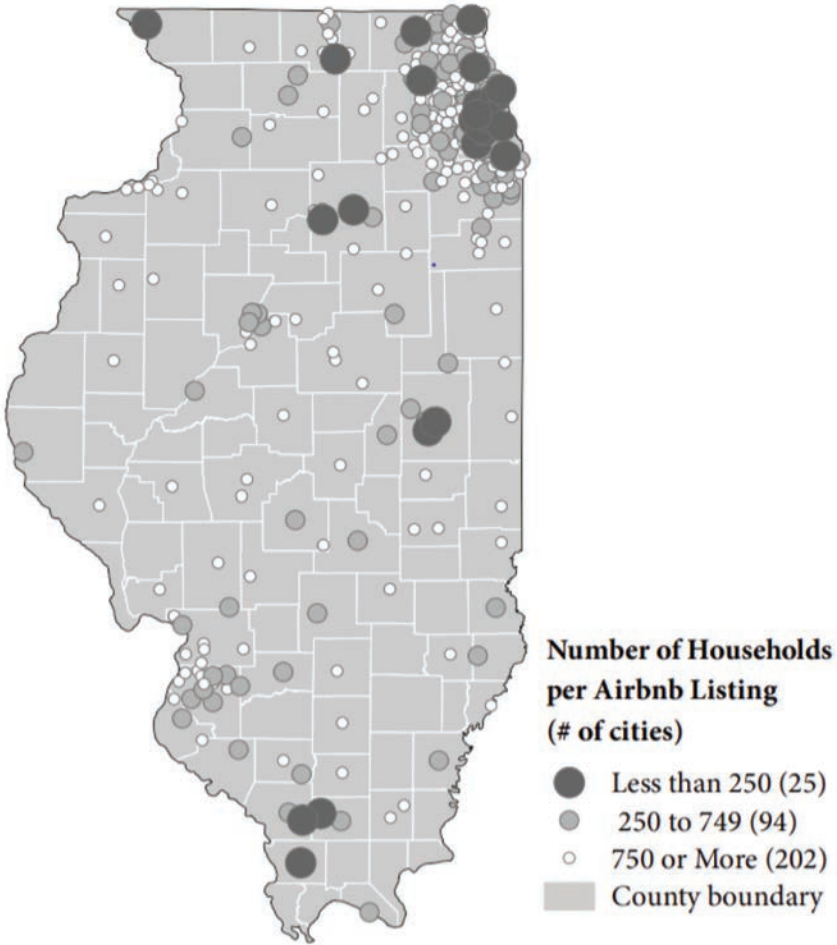 Number of Households
per Airbnb Listing
(# of cities)
Less than 250 (25)
250 to 749 (94)
750 or More (202)
County boundary